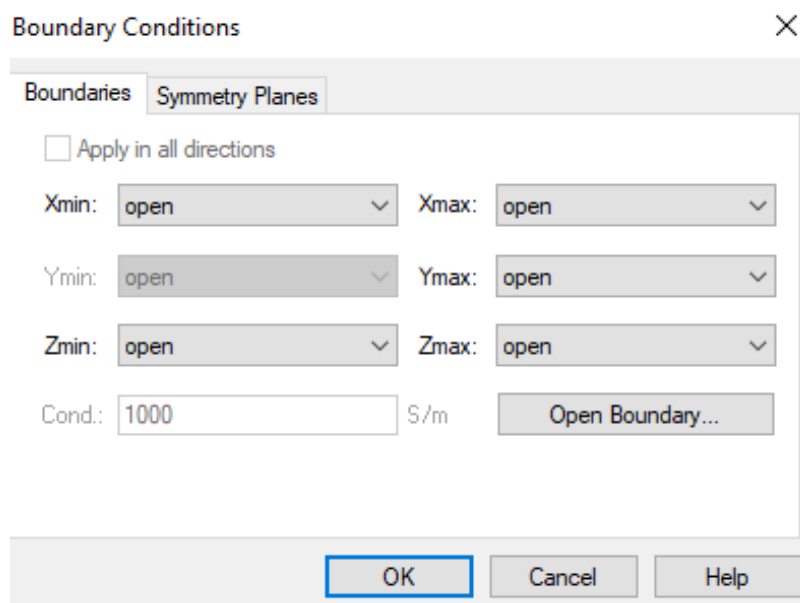 Boundary Conditions
Boundaries Symmetry Planes
Apply in all directions
Xmin: open Xmax: open
Ymin: open Ymax: open
Zmin: open Zmax: open
Cond.: 1000 S/m Open Boundary...
OK Cancel Help